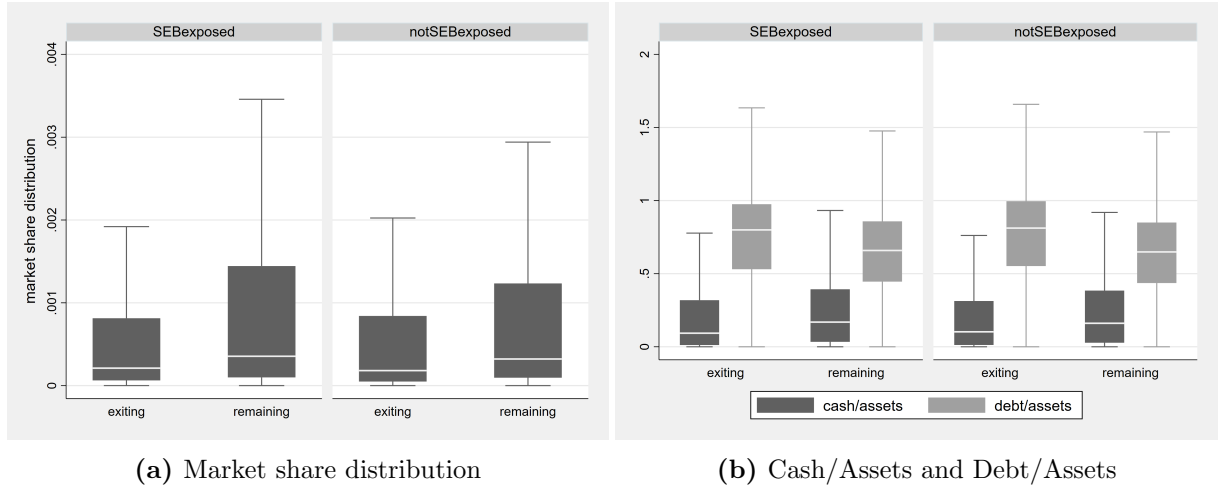 SEBexposed
notSEBexposed
market share distribution
.004
.003
.002
.001
0
exiting
remaining
exiting
remaining
SEBexposed
notSEBexposed
2
1.5
1
.5
0
exiting
remaining
exiting
remaining
cash/assets
debt/assets
(a) Market share distribution
(b) Cash/Assets and Debt/Assets